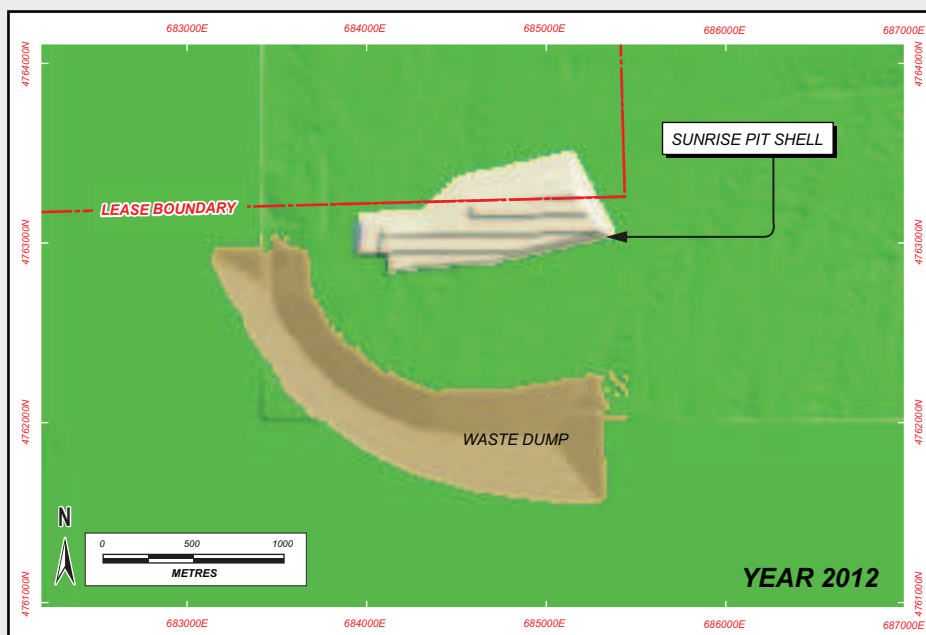 683000E 684000E 685000E 686000E 687000E
4764000N 4764000N
SUNRISE PIT SHELL
LEASE BOUNDARY
4763000N 4763000N
4762000N 4762000N
WASTE DUMP
N
0 500 1000
METRES
YEAR 2012
4761000N 4761000N
683000E 684000E 685000E 686000E 687000E